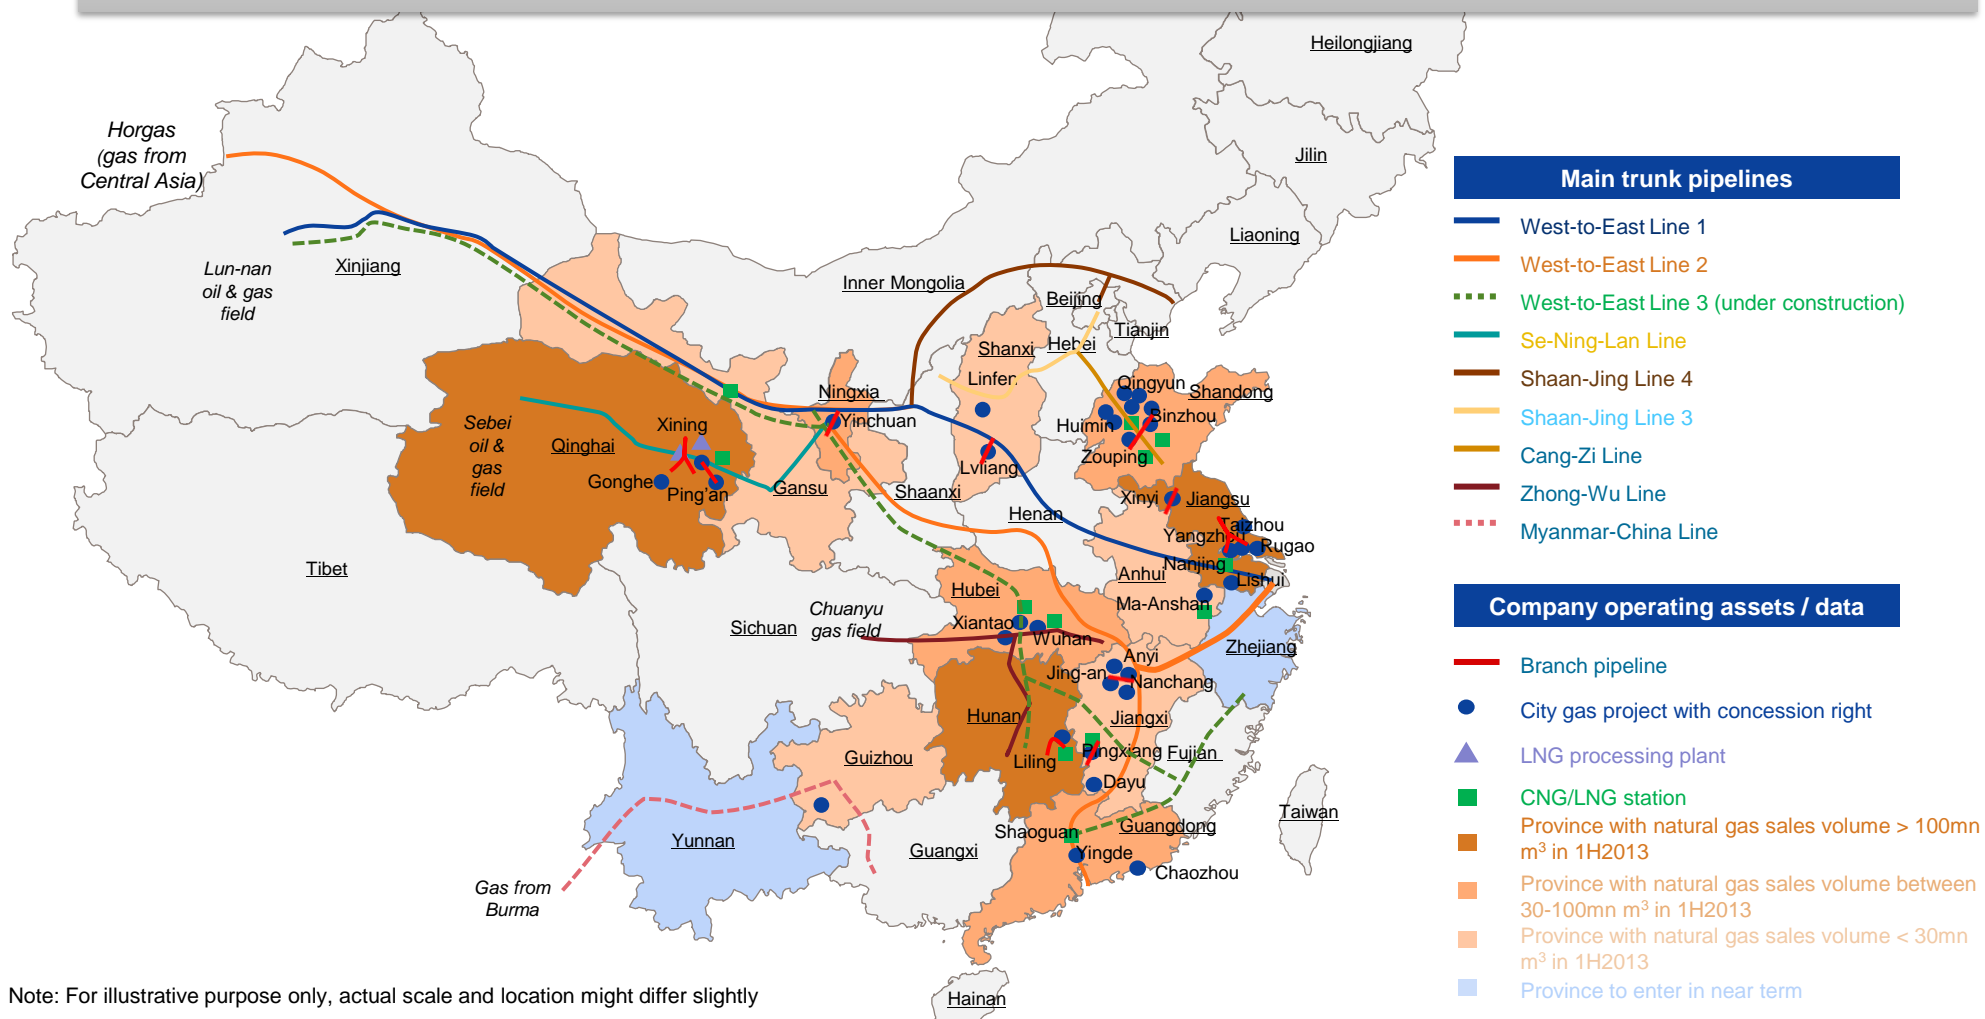 Heilongjiang
Horgas
(gas from
Central Asia)
Jilin
Liaoning
Lun-nan
oil & gas
field
Xinjiang
Inner Mongolia
Beijing
Tianjin
Shanxi
Hebei
Linfen
Ningxia
Qingyun
Shandong
Sebei
oil &
gas
field
Xining
Qinghai
Yinchuan
Huimin
Binzhou
Zouping
Gonghe
Ping'an
Gansu
Lvliang
Shaanxi
Henan
Xinyi
Jiangsu
Taizhou
Yangzhou
Rugao
Tibet
Anhui
Nanjing
Lishui
Hubei
Ma-Anshan
Chuanyu
gas field
Sichuan
Xiantao
Wuhan
Zhejiang
Anyi
Jing-an
Nanchang
Hunan
Jiangxi
Guizhou
Liling
Pingxiang
Fujian
Dayu
Yunnan
Guangxi
Shaoguan
Guangdong
Taiwan
Yingde
Chaozhou
Gas from
Burma
Hainan
Note: For illustrative purpose only, actual scale and location might differ slightly
Main trunk pipelines
West-to-East Line 1
West-to-East Line 2
West-to-East Line 3 (under construction)
Se-Ning-Lan Line
Shaan-Jing Line 4
Shaan-Jing Line 3
Cang-Zi Line
Zhong-Wu Line
Myanmar-China Line
Company operating assets / data
Branch pipeline
City gas project with concession right
LNG processing plant
CNG/LNG station
Province with natural gas sales volume > 100mn
m³ in 1H2013
Province with natural gas sales volume between
30-100mn m³ in 1H2013
Province with natural gas sales volume < 30mn
m³ in 1H2013
Province to enter in near term